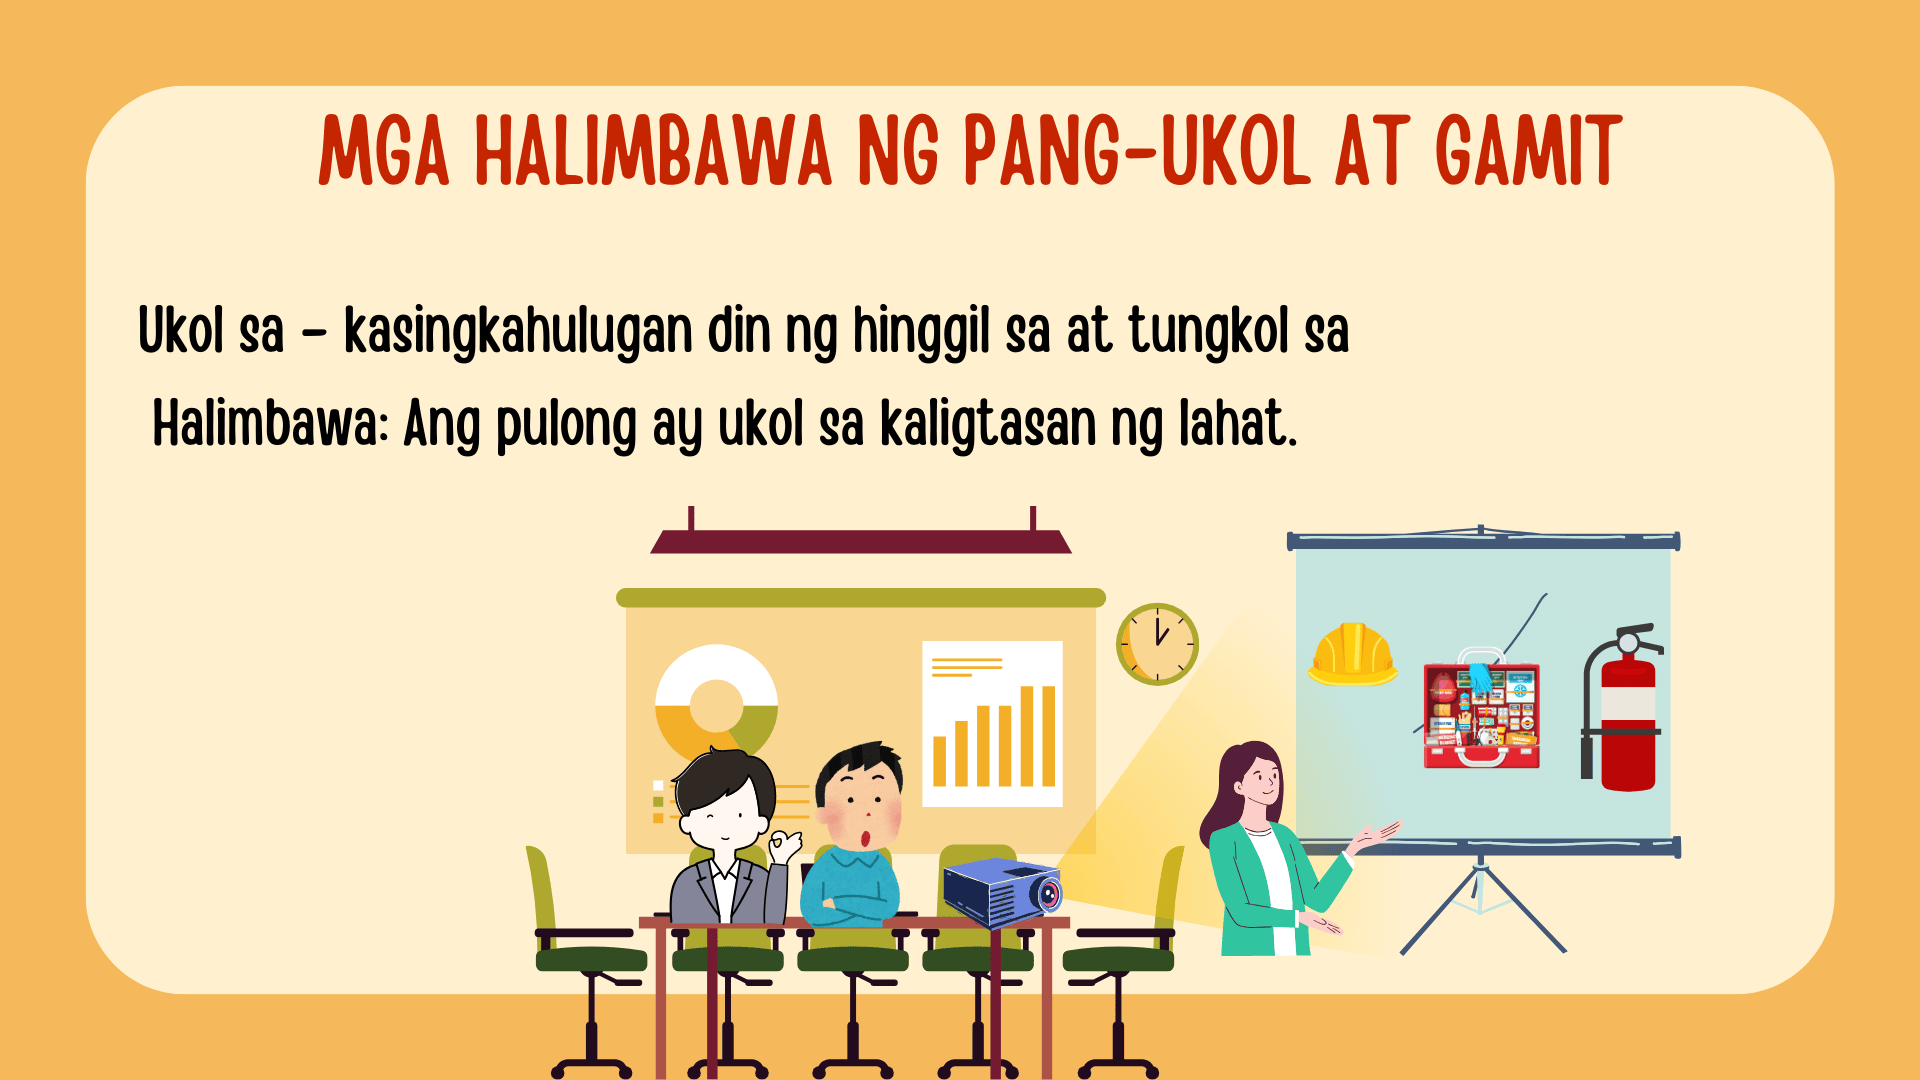 MGA HALIMBAWA NG PANG-UKOL AT GAMIT
Ukol sa – kasingkahulugan din ng hinggil sa at tungkol sa
Halimbawa: Ang pulong ay ukol sa kaligtasan ng lahat.